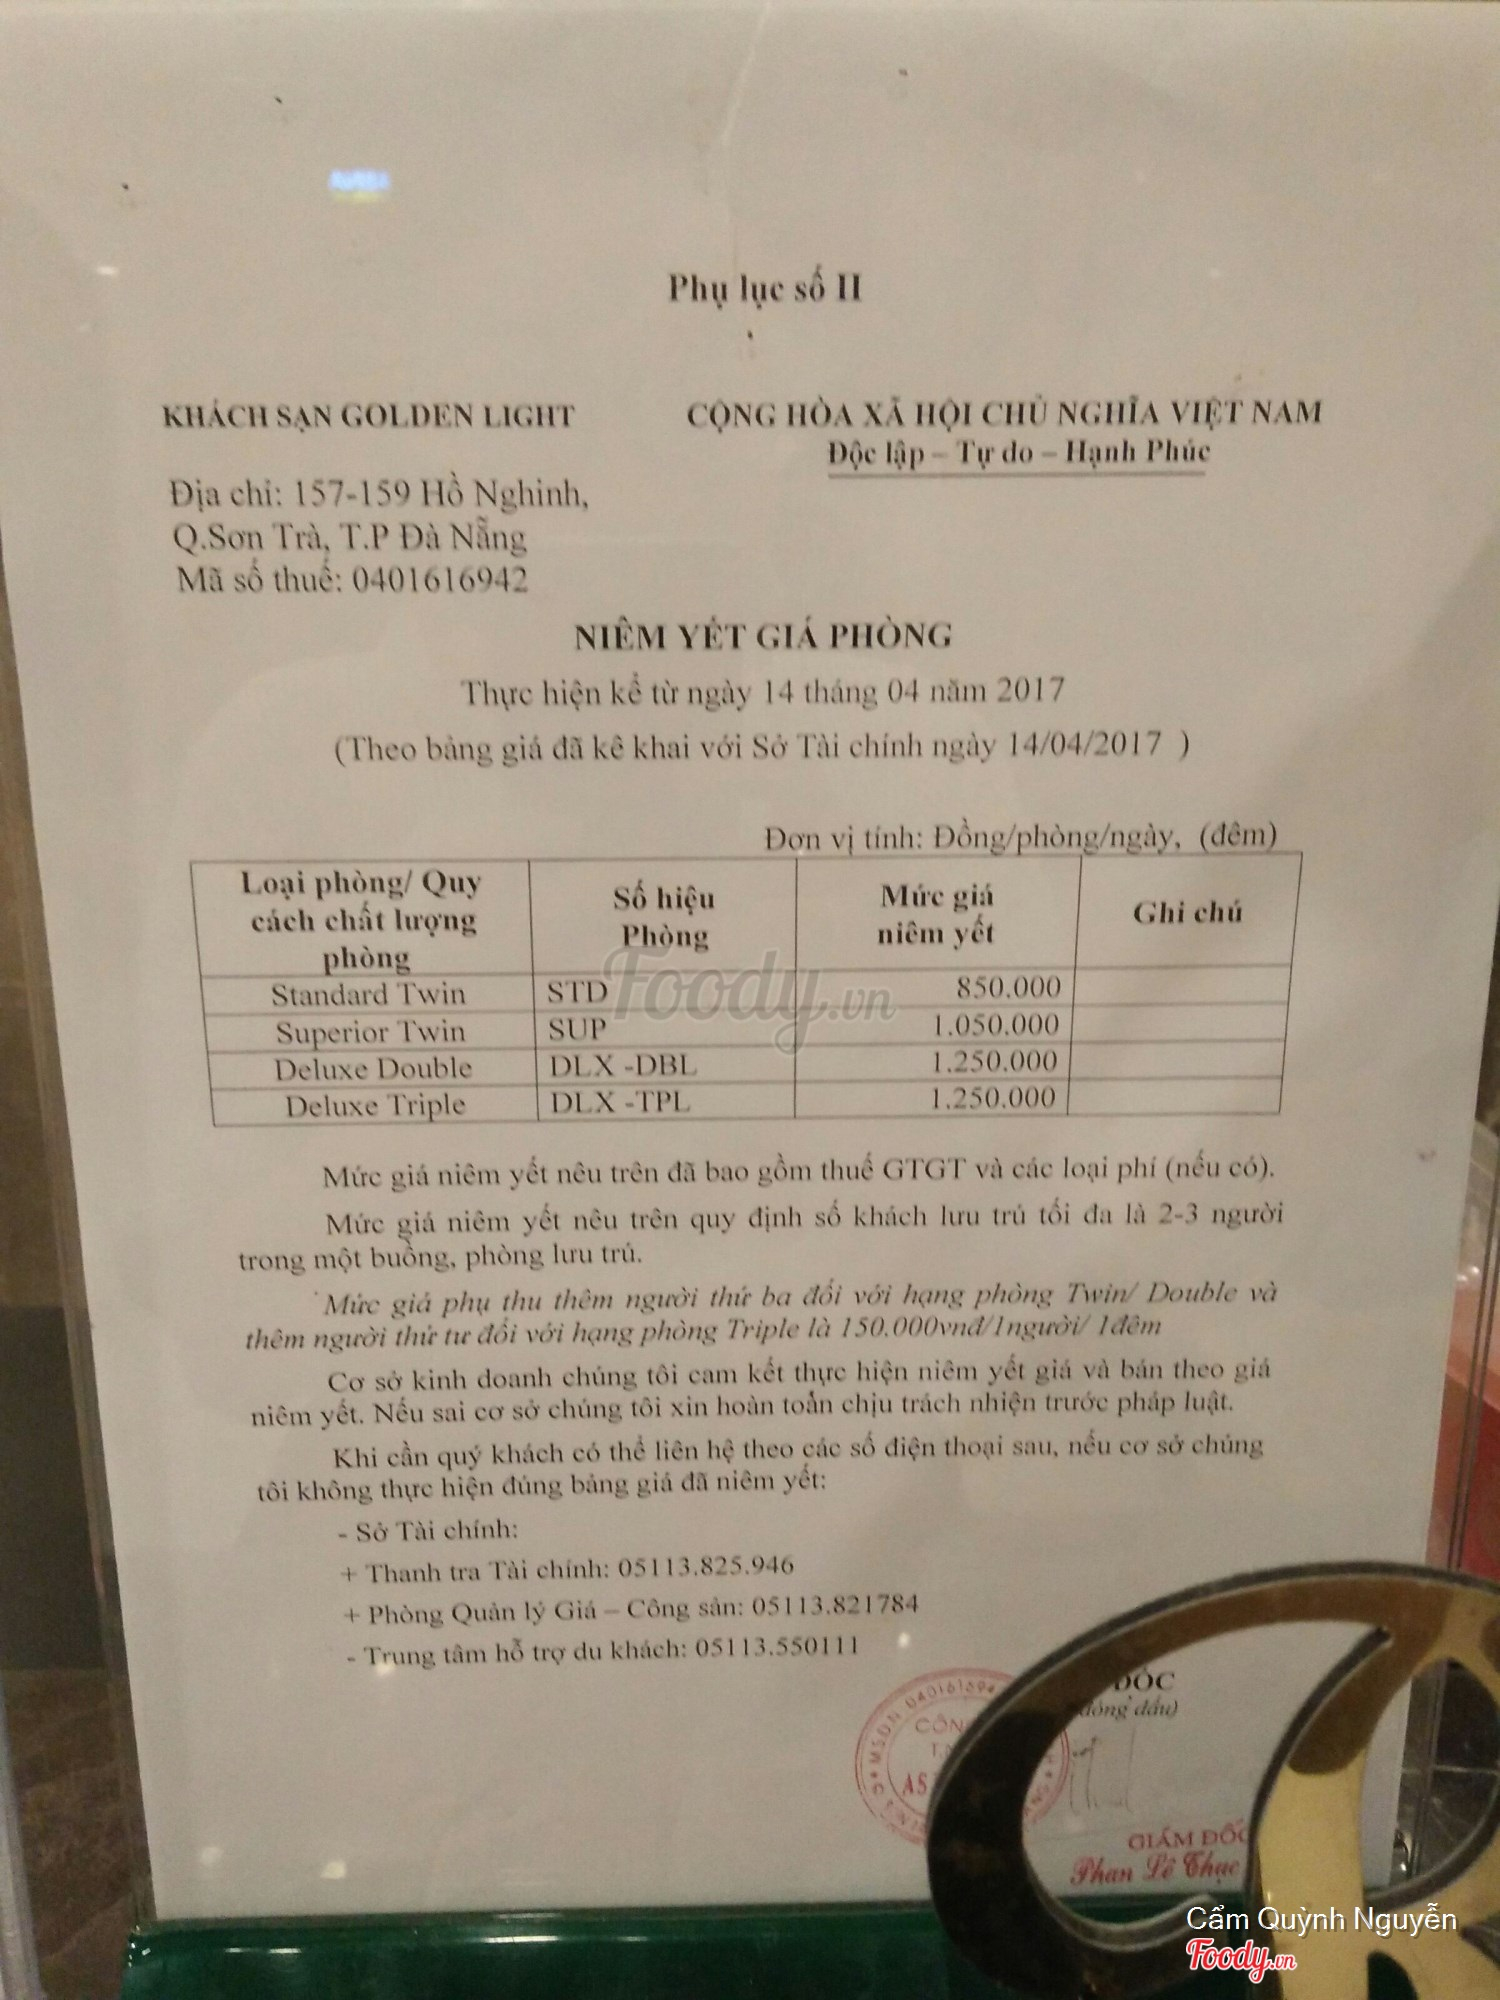 Phụ lục số II
KHÁCH SẠN GOLDEN LIGHT
CỘNG HÒA XÃ HỘI CHỦ NGHĨA VIỆT NAM
Độc lập – Tự do – Hạnh Phúc
Địa chỉ: 157-159 Hồ Nghinh,
Q.Sơn Trà, T.P Đà Nẵng
Mã số thuế: 0401616942
NIÊM YẾT GIÁ PHÒNG
Thực hiện kể từ ngày 14 tháng 04 năm 2017
(Theo bảng giá đã kê khai với Sở Tài chính ngày 14/04/2017 )
Đơn vị tính: Đồng/phòng/ngày, (đêm)
Loại phòng/ Quy cách chất lượng phòng Số hiệu Phòng Mức giá niêm yết Ghi chú
Standard Twin STD 850.000
Superior Twin SUP 1.050.000
Deluxe Double DLX -DBL 1.250.000
Deluxe Triple DLX -TPL 1.250.000
Mức giá niêm yết nêu trên đã bao gồm thuế GTGT và các loại phí (nếu có).
Mức giá niêm yết nêu trên quy định số khách lưu trú tối đa là 2-3 người
trong một buồng, phòng lưu trú.
Mức giá phụ thu thêm người thứ ba đối với hạng phòng Twin/ Double và
thêm người thứ tư đối với hạng phòng Triple là 150.000vnđ/1người/ 1đêm
Cơ sở kinh doanh chúng tôi cam kết thực hiện niêm yết giá và bán theo giá
niêm yết. Nếu sai cơ sở chúng tôi xin hoàn toàn chịu trách nhiện trước pháp luật.
Khi cần quý khách có thể liên hệ theo các số điện thoại sau, nếu cơ sở chúng
tôi không thực hiện đúng bảng giá đã niêm yết:
- Sở Tài chính:
+ Thanh tra Tài chính: 05113.825.946
+ Phòng Quản lý Giá – Công sản: 05113.821784
- Trung tâm hỗ trợ du khách: 05113.550111
ĐỐC
đóng dấu)
GIÁM ĐỐC
Phan Lê Thục
Foody.vn
Cẩm Quỳnh Nguyễn
Foody.vn